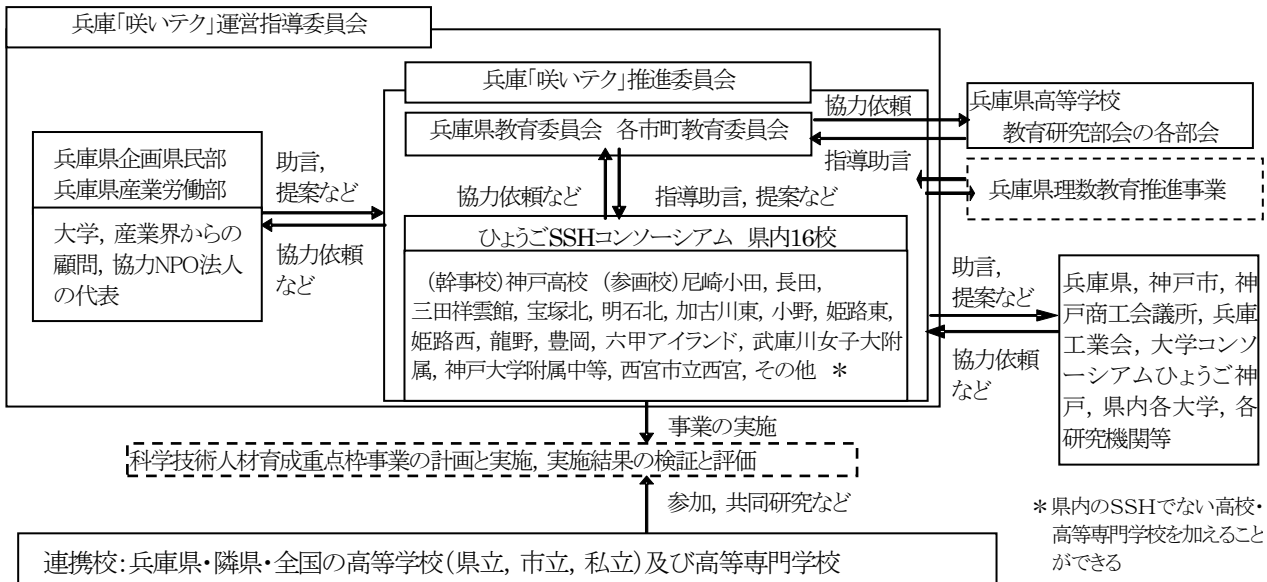 兵庫「咲いテク」運営指導委員会
兵庫「咲いテク」推進委員会
兵庫県教育委員会 各市町教育委員会
協力依頼
指導助言
兵庫県高等学校
教育研究部会の各部会
兵庫県理数教育推進事業
兵庫県企画県民部
兵庫県産業労働部
大学, 産業界からの
顧問, 協力NPO法人
の代表
助言,
提案など
協力依頼
など
協力依頼など
指導助言, 提案など
ひょうごSSHコンソーシアム 県内16校
(幹事校)神戸高校 (参画校)尼崎小田, 長田,
三田祥雲館, 宝塚北, 明石北, 加古川東, 小野, 姫路東,
姫路西, 龍野, 豊岡, 六甲アイランド, 武庫川女子大附
属, 神戸大学附属中等, 西宮市立西宮, その他 *
助言,
提案など
協力依頼
など
兵庫県, 神戸市, 神
戸商工会議所, 兵庫
工業会, 大学コンソ
ーシアムひょうご神
戸, 県内各大学, 各
研究機関等
事業の実施
科学技術人材育成重点枠事業の計画と実施, 実施結果の検証と評価
参加, 共同研究など
連携校:兵庫県・隣県・全国の高等学校(県立, 市立, 私立)及び高等専門学校
* 県内のSSHでない高校・
高等専門学校を加えること
ができる